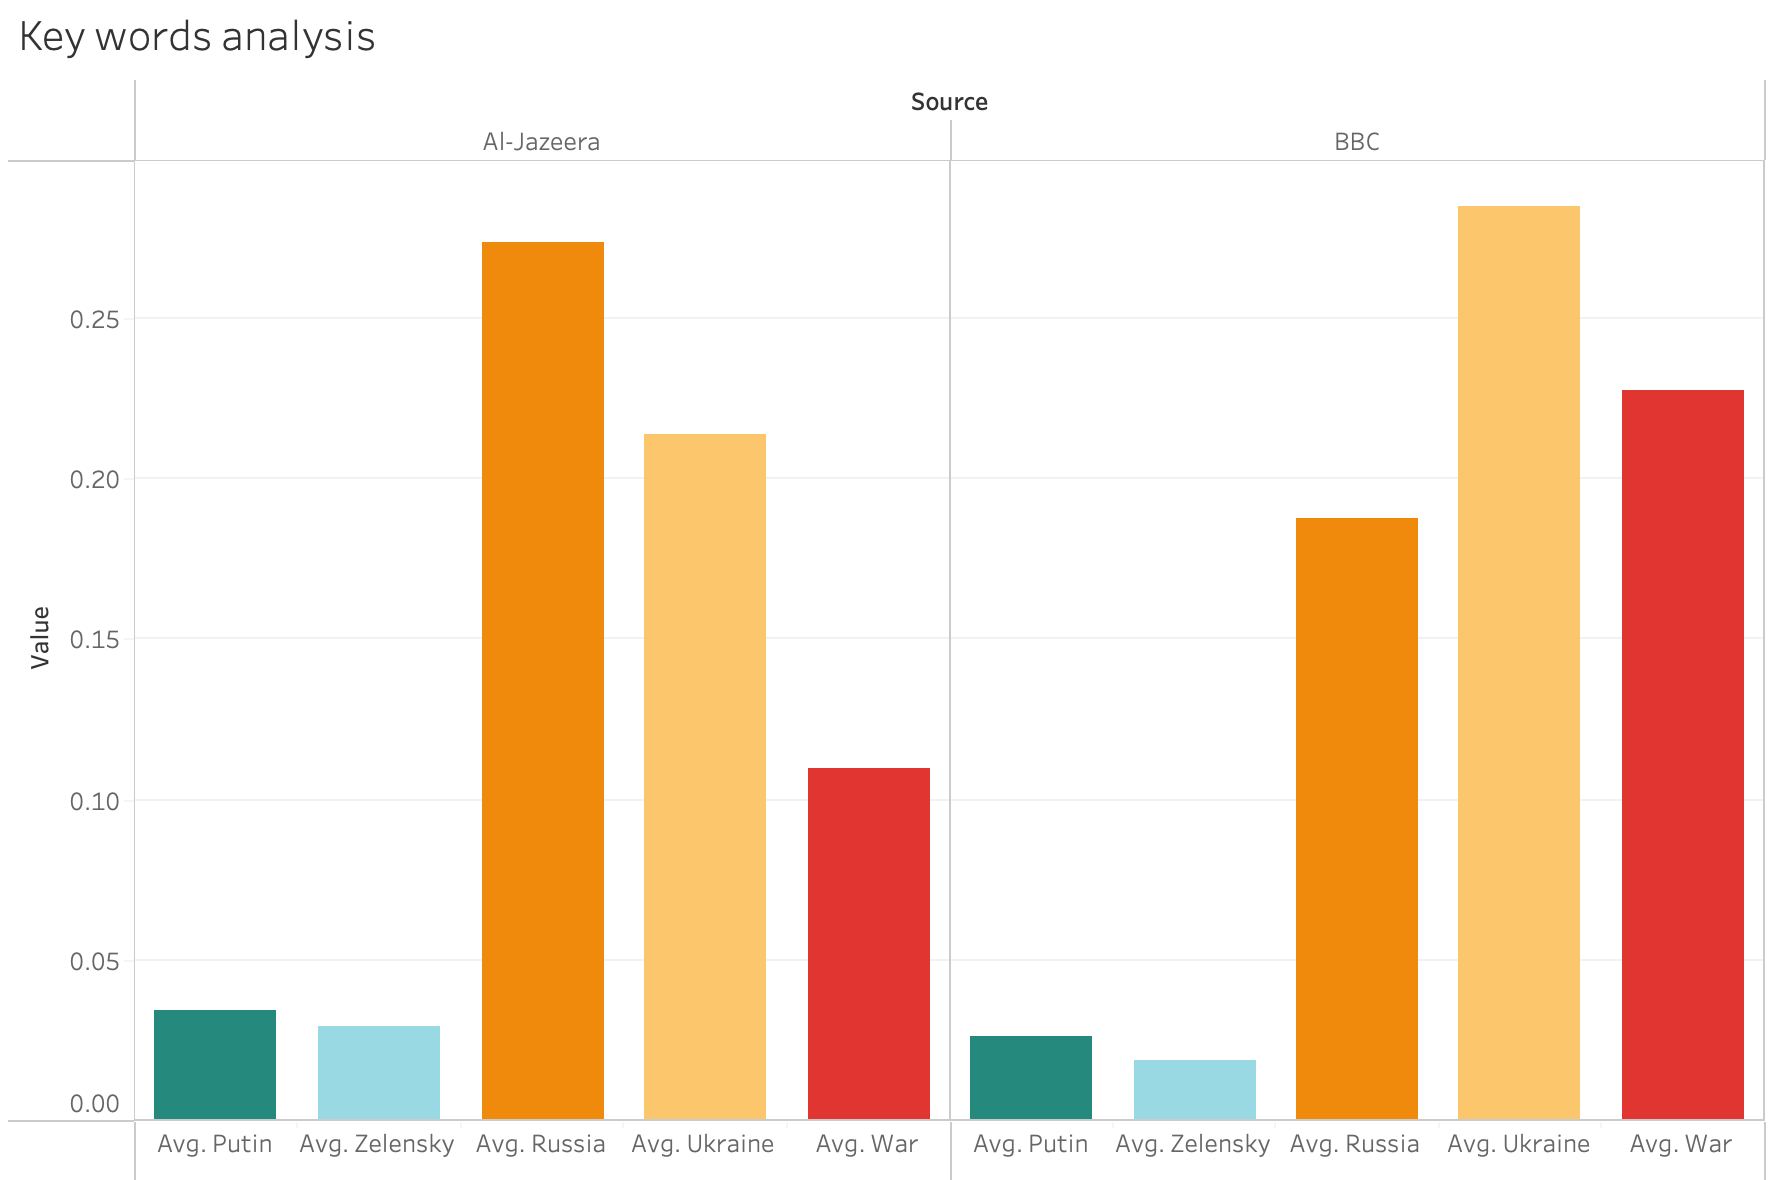 Key words analysis
Source
Al-Jazeera BBC
Value
0.25
0.20
0.15
0.10
0.05
0.00
Avg. Putin Avg. Zelensky Avg. Russia Avg. Ukraine Avg. War Avg. Putin Avg. Zelensky Avg. Russia Avg. Ukraine Avg. War